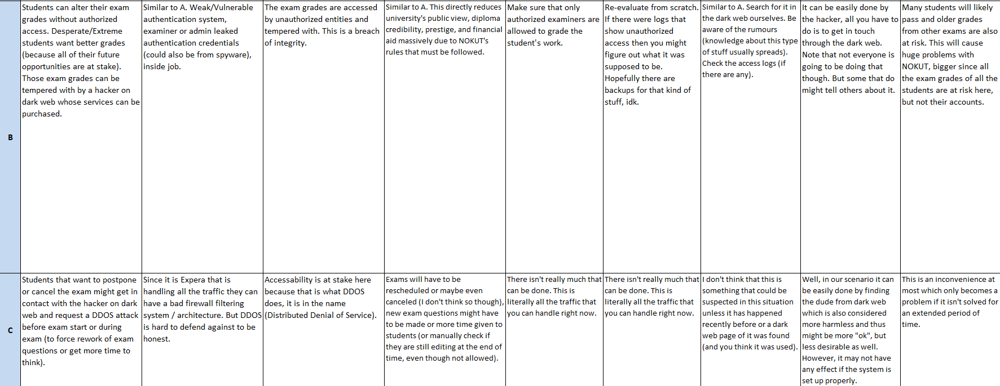 B
Students can alter their exam
grades without authorized
access. Desperate/Extreme
students want better grades
(because all of their future
opportunities are at stake).
Those exam grades can be
tempered with by a hacker on
dark web whose services can be
purchased.
Similar to A. Weak/Vulnerable
authentication system,
examiner or admin leaked
authentication credentials
(could also be from spyware),
inside job.
The exam grades are accessed
by unauthorized entities and
tempered with. This is a breach
of integrity.
Similar to A. This directly reduces
university's public view, diploma
credibility, prestige, and financial
aid massively due to NOKUT's
rules that must be followed.
Make sure that only
authorized examiners are
allowed to grade the
student's work.
Re-evaluate from scratch.
If there were logs that
show unauthorized
access then you might
figure out what it was
supposed to be.
Hopefully there are
backups for that kind of
stuff, idk.
Similar to A. Search for it in
the dark web ourselves. Be
aware of the rumours
(knowledge about this type
of stuff usually spreads).
Check the access logs (if
there are any).
It can be easily done by
the hacker, all you have to
do is to get in touch
through the dark web.
Note that not everyone is
going to be doing that
though. But some that do
might tell others about it.
Many students will likely
pass and older grades
from other exams are also
at risk. This will cause
huge problems with
NOKUT, bigger since all
the exam grades of all the
students are at risk here,
but not their accounts.
C
Students that want to postpone
or cancel the exam might get in
contact with the hacker on dark
web and request a DDOS attack
before exam start or during
exam (to force rework of exam
questions or get more time to
think).
Since it is Expera that is
handling all the traffic they can
have a bad firewall filtering
system / architecture. But DDOS
is hard to defend against to be
honest.
Accessability is at stake here
because that is what DDOS
does, it is in the name
(Distributed Denial of Service).
Exams will have to be
rescheduled or maybe even
canceled (I don't think so though),
new exam questions might have
to be made or more time given to
students (or manually check if
they are still editing at the end of
time, even though not allowed).
There isn't really much that
can be done. This is
literally all the traffic that
you can handle right now.
There isn't really much that
can be done. This is
literally all the traffic that
you can handle right now.
I don't think that this is
something that could be
suspected in this situation
unless it has happened
recently before or a dark
web page of it was found
(and you think it was used).
Well, in our scenario it can
be easily done by finding
the dude from dark web
which is also considered
more harmless and thus
might be more "ok", but
less desirable as well.
However, it may not have
any effect if the system is
set up properly.
This is an inconvenience at
most which only becomes a
problem if it isn't solved for
an extended period of
time.